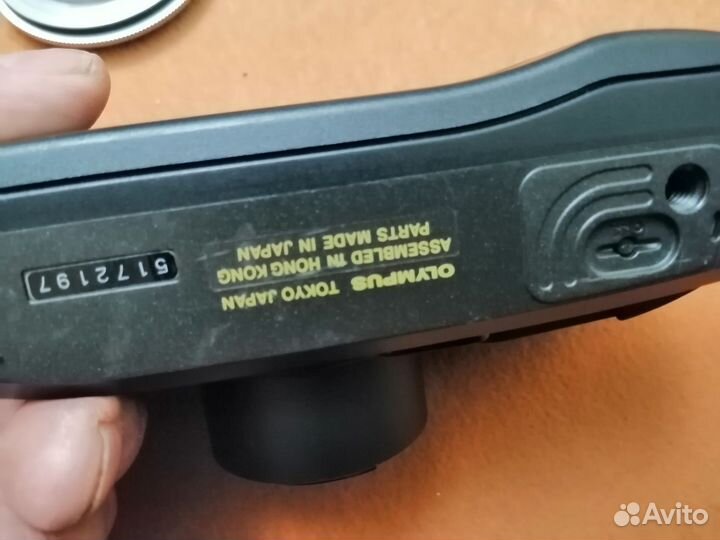 OLYMPUS TOKYO JAPAN
ASSEMBLED IN HONG KONG
PARTS MADE IN JAPAN
5172197
Avito